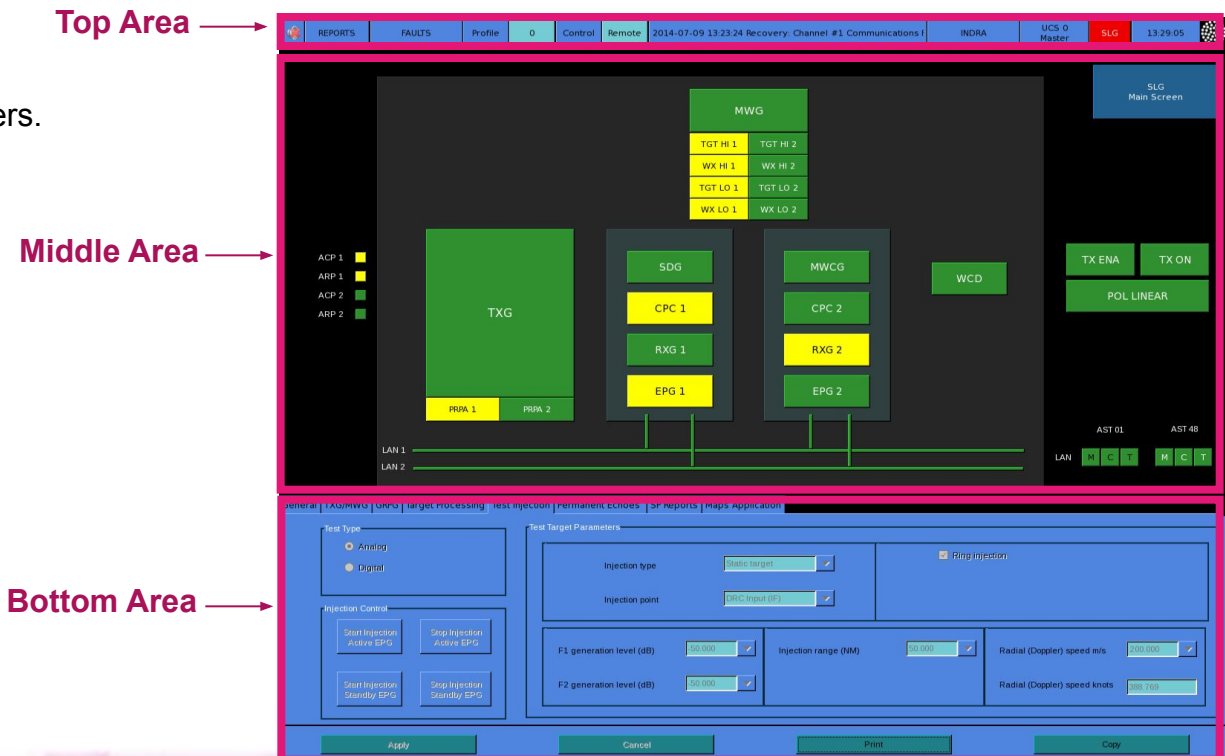 Top Area
REPORTS FAULTS Profile 0 Control Remote 2014-07-09 13:23:24 Recovery: Channel #1 Communications INDRA UCS 0 Master SLG 13:29:05
ers.
SLG
Main Screen
MWG
TGT HI 1 TGT HI 2
WX HI 1 WX HI 2
TGT LO 1 TGT LO 2
WX LO 1 WX LO 2
Middle Area
ACP 1
ARP 1
ACP 2
ARP 2
TXG
PRPA 1 PRPA 2
SDG
CPC 1
RXG 1
EPG 1
MWCG
CPC 2
RXG 2
EPG 2
WCD
TX ENA TX ON
POL LINEAR
LAN 1
LAN 2
AST 01 AST 48
LAN M C T M C T
General TXG/MWG GRPG Target Processing Test Injection Permanent Echoes SP Reports Maps Application
Bottom Area
Test Type
Analog
Digital
Injection Control
Start Injection Active EPG
Stop Injection Active EPG
Start Injection Standby EPG
Stop Injection Standby EPG
Test Target Parameters
Injection type Static target
Injection point DRC Input (IF)
Ring injection
F1 generation level (dB) -50.000
F2 generation level (dB) -50.000
Injection range (NM) 50.000
Radial (Doppler) speed m/s 200.000
Radial (Doppler) speed knots 388.769
Apply Cancel Print Copy